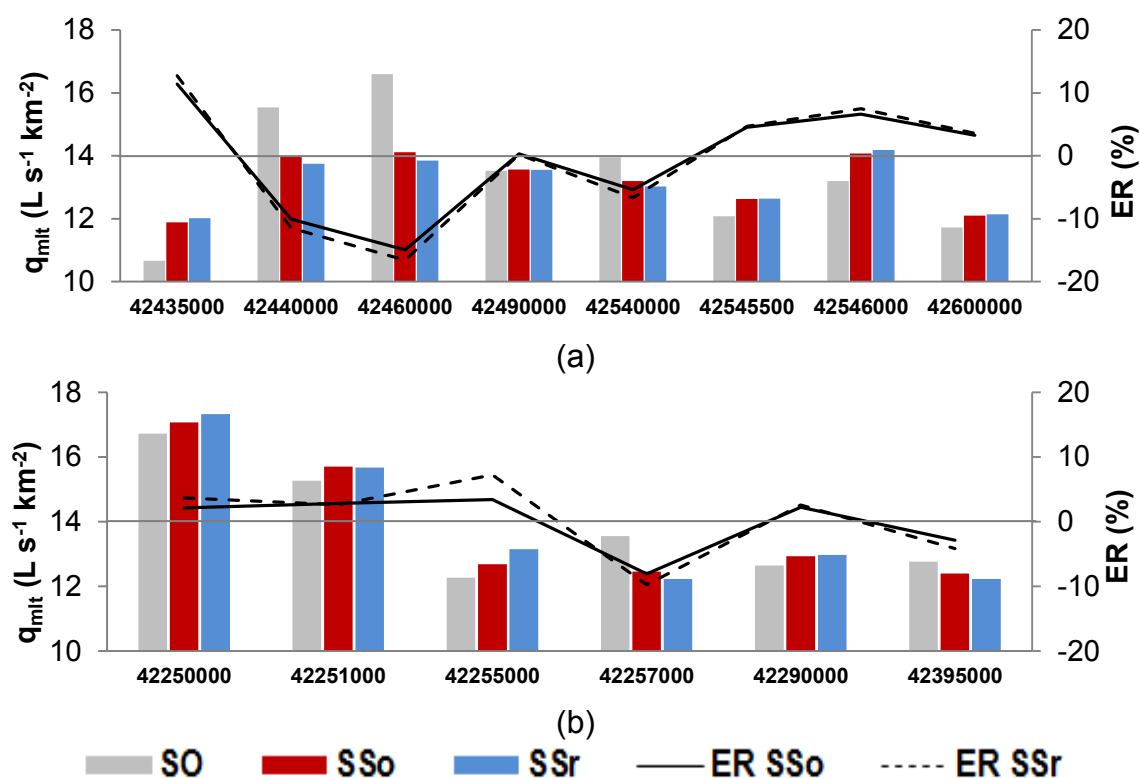 18 20
16 10
14 0
12 -10
10 -20
q_mlt (L s⁻¹ km⁻²)
ER (%)
42435000 42440000 42460000 42490000 42540000 42545500 42546000 42600000
(a)
18 20
16 10
14 0
12 -10
10 -20
q_mlt (L s⁻¹ km⁻²)
ER (%)
42250000 42251000 42255000 42257000 42290000 42395000
(b)
SO SSo SSr ER SSo ER SSr